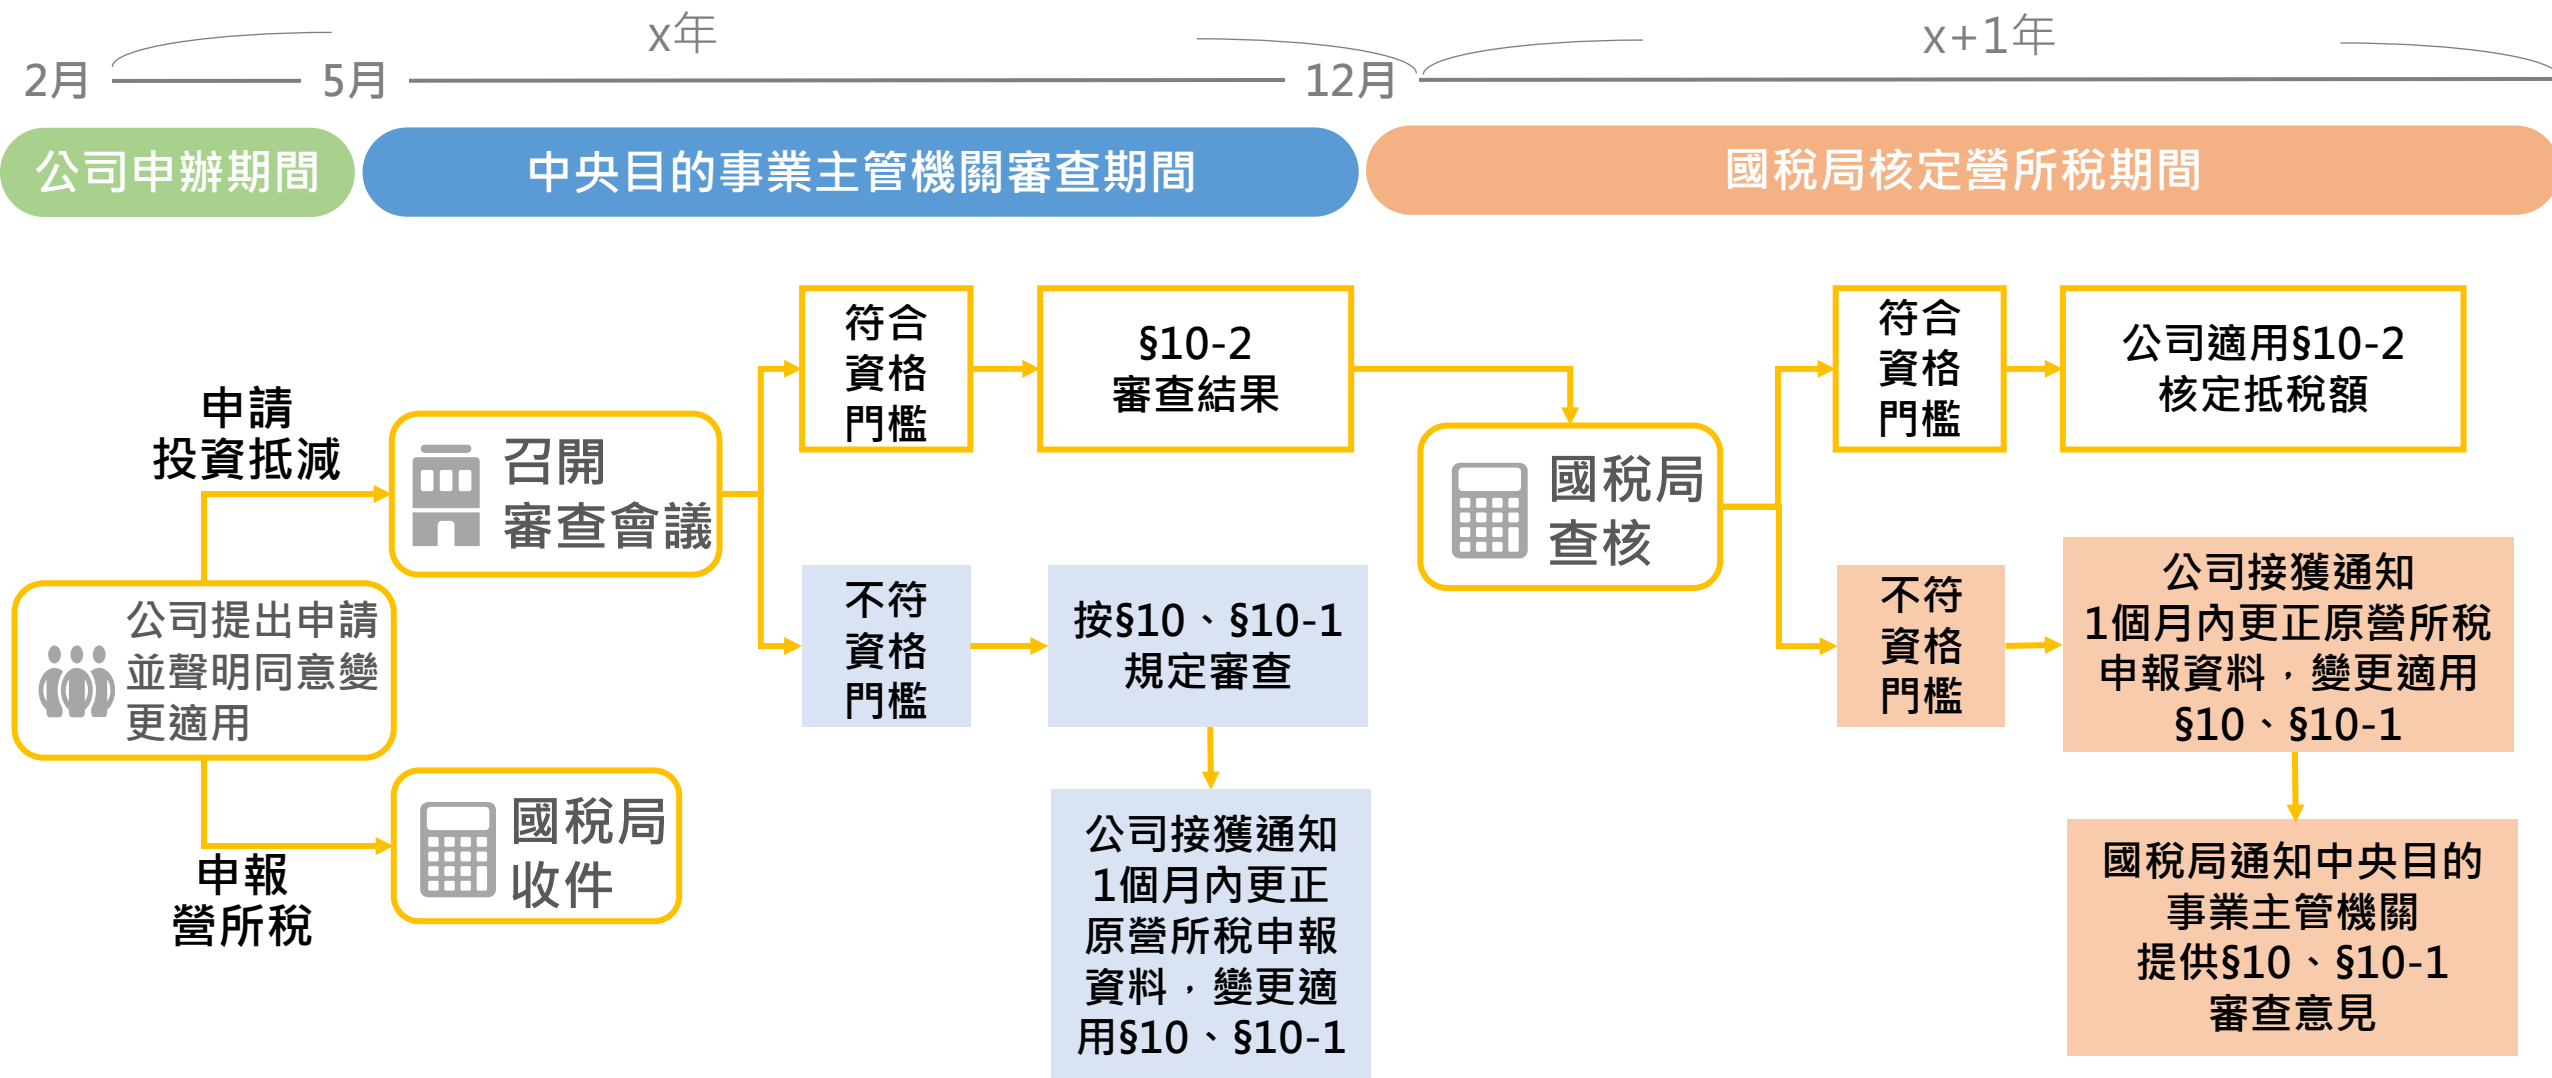 x年
x+1年
2月
5月
12月
公司申辦期間
中央目的事業主管機關審查期間
國稅局核定營所稅期間
申請
投資抵減
公司提出申請
並聲明同意變
更適用
申報
營所稅
召開
審查會議
國稅局
收件
符合
資格
門檻
§10-2
審查結果
不符
資格
門檻
按§10、§10-1
規定審查
公司接獲通知
1個月內更正
原營所稅申報
資料，變更適
用§10、§10-1
國稅局
查核
符合
資格
門檻
公司適用§10-2
核定抵稅額
不符
資格
門檻
公司接獲通知
1個月內更正原營所稅
申報資料，變更適用
§10、§10-1
國稅局通知中央目的
事業主管機關
提供§10、§10-1
審查意見